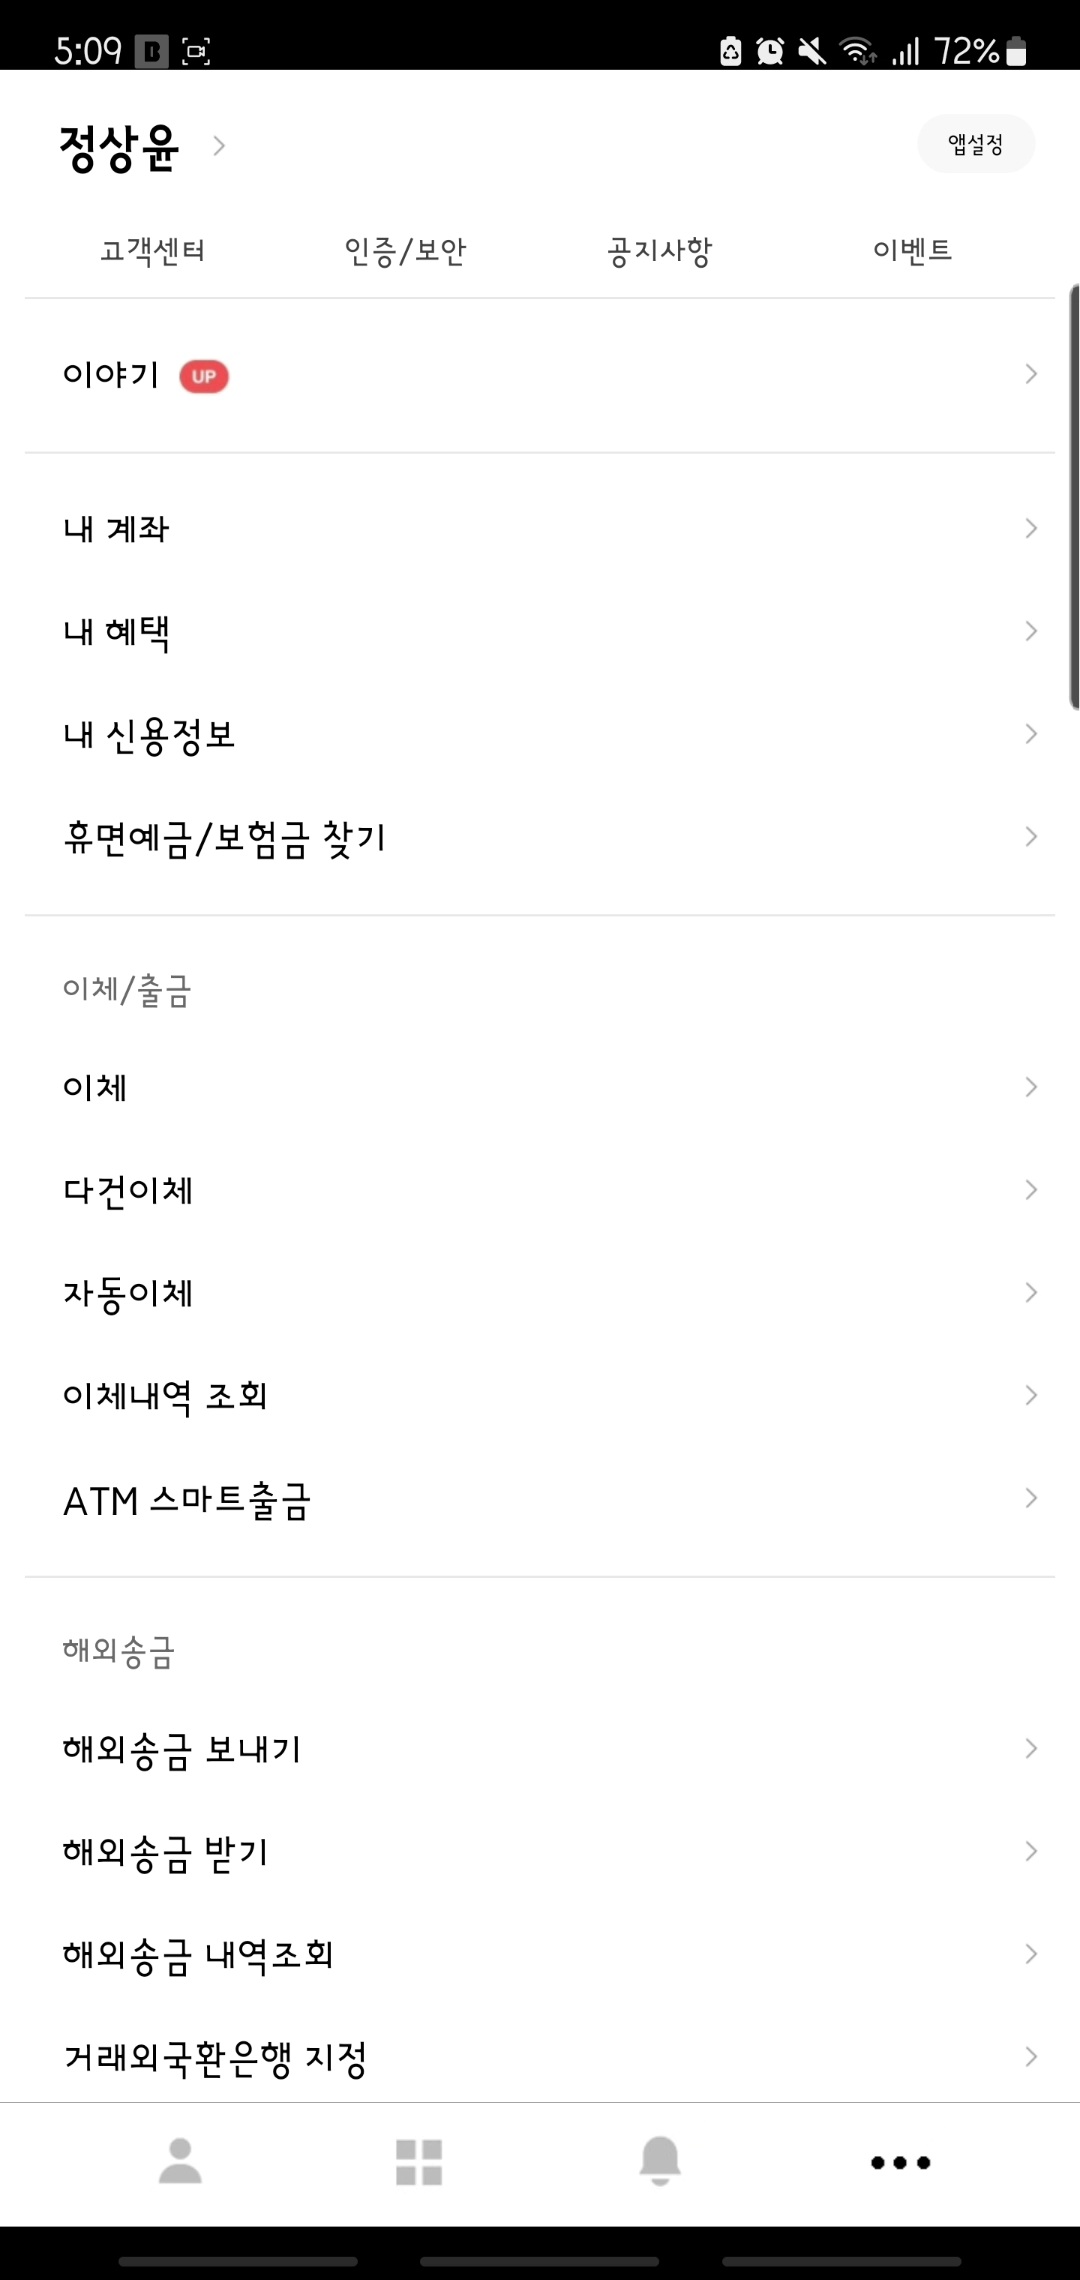 5:09 B 72%
정상윤 앱설정
고객센터 인증/보안 공지사항 이벤트
이야기 UP
내 계좌
내 혜택
내 신용정보
휴면예금/보험금 찾기
이체/출금
이체
다건이체
자동이체
이체내역 조회
ATM 스마트출금
해외송금
해외송금 보내기
해외송금 받기
해외송금 내역조회
거래외국환은행 지정